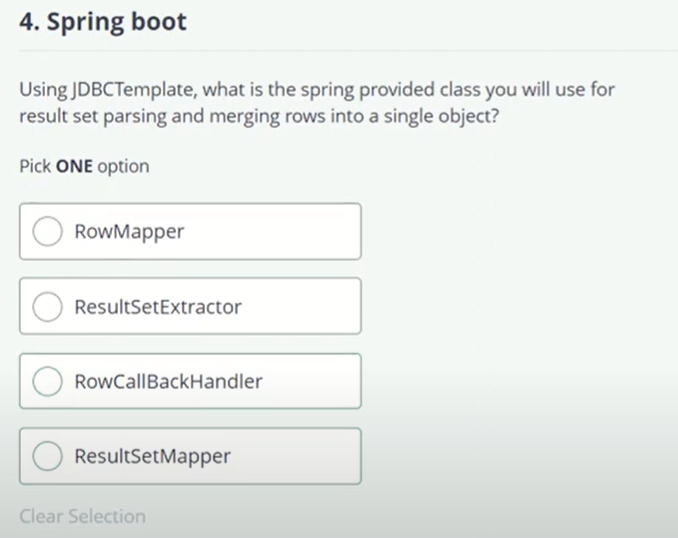 4. Spring boot
Using JDBCTemplate, what is the spring provided class you will use for
result set parsing and merging rows into a single object?
Pick ONE option
RowMapper
ResultSetExtractor
RowCallBackHandler
ResultSetMapper
Clear Selection